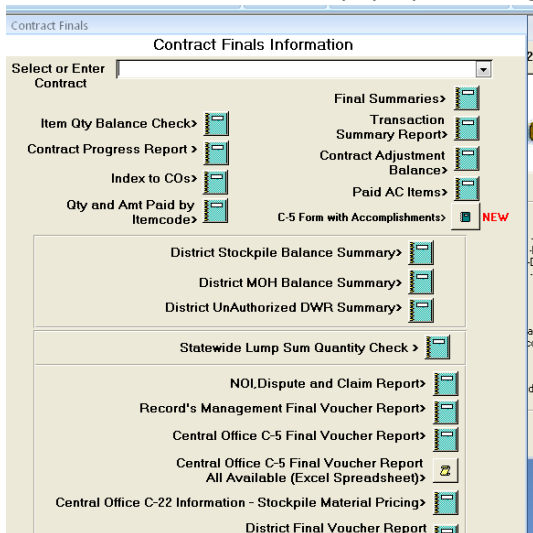 Contract Finals
Contract Finals Information
Select or Enter
Contract
Final Summaries>
Item Qty Balance Check>
Transaction
Summary Report>
Contract Progress Report >
Contract Adjustment
Balance>
Index to COs>
Paid AC Items>
Qty and Amt Paid by
Itemcode>
C-5 Form with Accomplishments>
NEW
District Stockpile Balance Summary>
District MOH Balance Summary>
District UnAuthorized DWR Summary>
Statewide Lump Sum Quantity Check >
NOI,Dispute and Claim Report>
Record's Management Final Voucher Report>
Central Office C-5 Final Voucher Report>
Central Office C-5 Final Voucher Report
All Available (Excel Spreadsheet)>
Central Office C-22 Information - Stockpile Material Pricing>
District Final Voucher Report